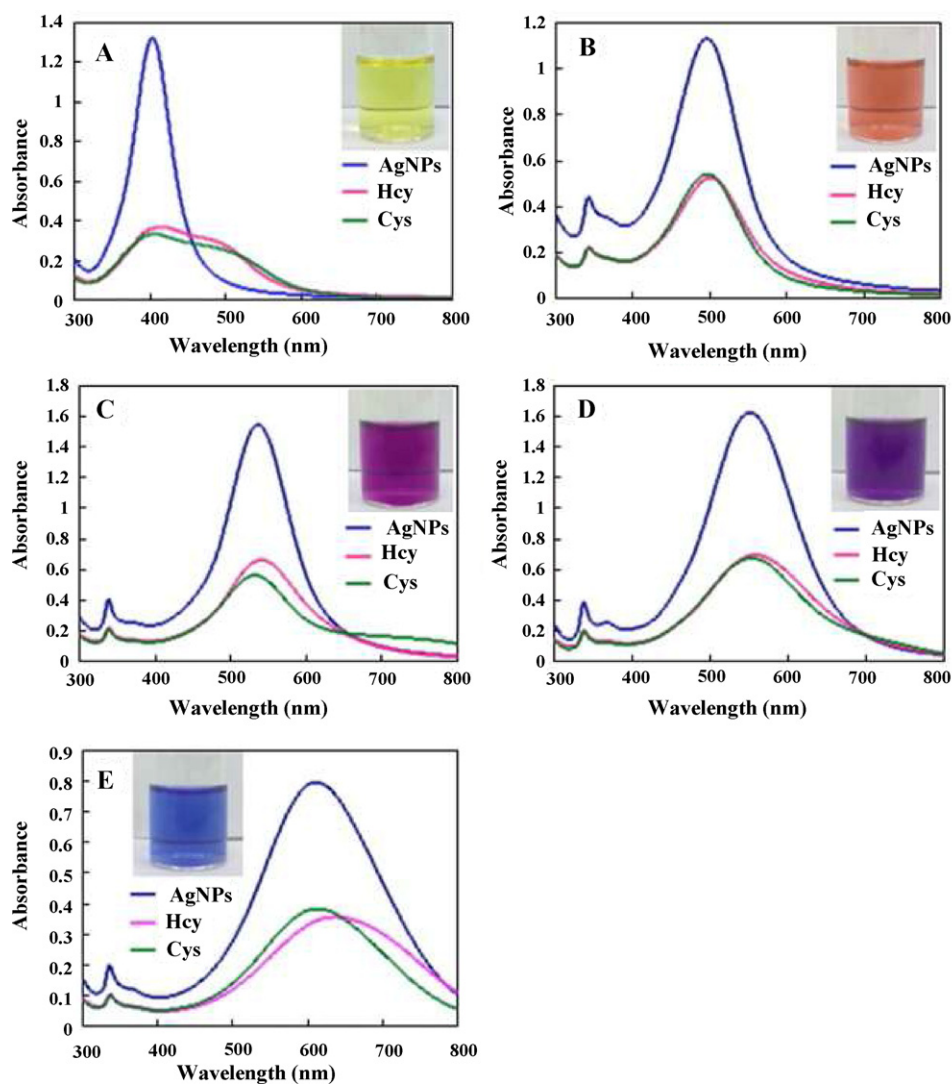 A
1.4
1.2
1
0.6
0.8
0.4
0.2
0
Absorbance
AgNPs
Hcy
Cys
300 400 500 600 700 800
Wavelength (nm)
B
1.2
1
0.8
0.6
0.4
0.2
0
Absorbance
AgNPs
Hcy
Cys
300 400 500 600 700 800
Wavelength (nm)
C
1.8
1.6
1.4
1.2
1
0.8
0.6
0.4
0.2
0
Absorbance
AgNPs
Hcy
Cys
300 400 500 600 700 800
Wavelength (nm)
D
1.8
1.6
1.4
1.2
1
0.8
0.6
0.4
0.2
0
Absorbance
AgNPs
Hcy
Cys
300 400 500 600 700 800
Wavelength (nm)
E
0.9
0.8
0.7
0.6
0.5
0.4
0.3
0.2
0.1
0
Absorbance
AgNPs
Hcy
Cys
300 400 500 600 700 800
Wavelength (nm)